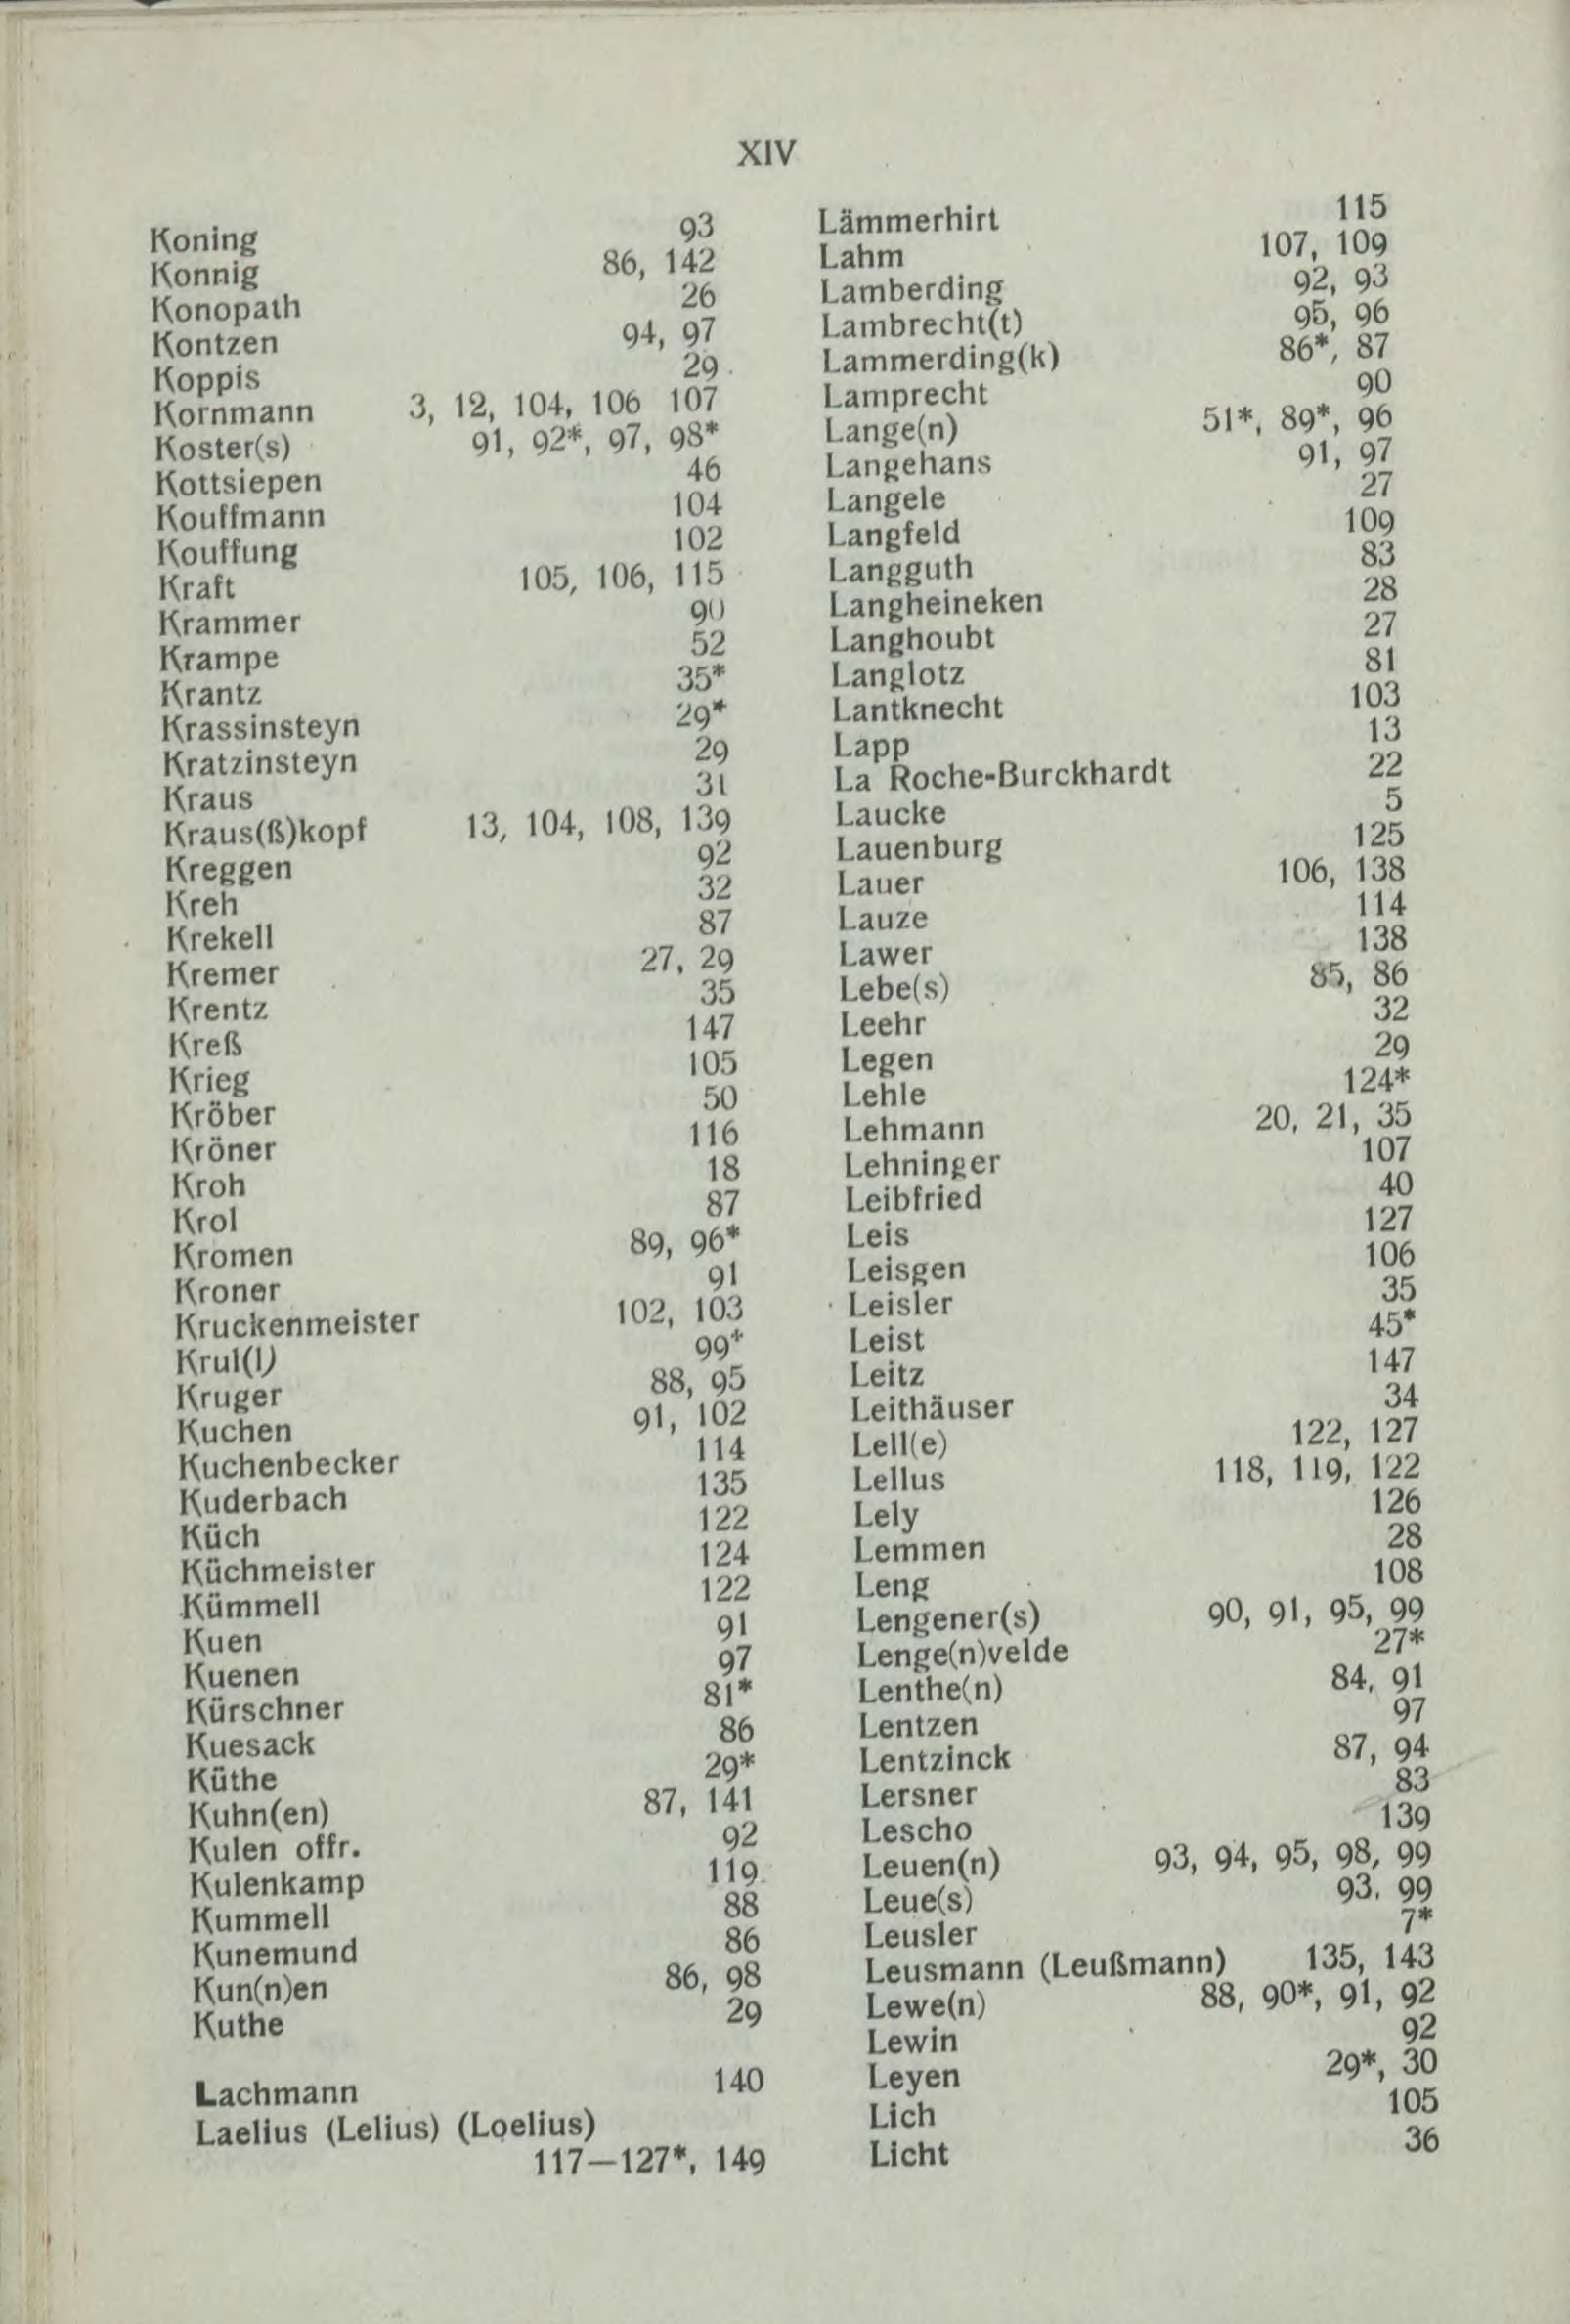 XIV
Koning 93
Konnig 86, 142
Konopath 26
Kontzen 94, 97
Koppis 29
Kornmann 3, 12, 104, 106 107
Koster(s) 91, 92*, 97, 98*
Kottsiepen 46
Kouffmann 104
Kouffung 102
Kraft 105, 106, 115
Krammer 90
Krampe 52
Krantz 35*
Krassinsteyn 29*
Kratzinsteyn 29
Kraus 31
Kraus(ß)kopf 13, 104, 108, 139
Kreggen 92
Kreh 32
Krekell 87
Kremer 27, 29
Krentz 35
Kreß 147
Krieg 105
Kröber 50
Kröner 116
Kroh 18
Krol 87
Kromen 89, 96*
Kroner 91
Kruckenmeister 102, 103
Krul(l) 99*
Kruger 88, 95
Kuchen 91, 102
Kuchenbecker 114
Kuderbach 135
Küch 122
Küchmeister 124
Kümmell 122
Kuen 91
Kuenen 97
Kürschner 81*
Kuesack 86
Küthe 29*
Kuhn(en) 87, 141
Kulen offr. 92
Kulenkamp 119
Kummell 88
Kunemund 86
Kun(n)en 86, 98
Kuthe 29
Lachmann 140
Laelius (Lelius) (Loelius)
117—127*, 149
Lämmerhirt 115
Lahm 107, 109
Lamberding 92, 93
Lambrecht(t) 95, 96
Lammerding(k) 86*, 87
Lamprecht 90
Lange(n) 51*, 89*, 96
Langehans 91, 97
Langele 27
Langfeld 109
Langguth 83
Langheineken 28
Langhoubt 27
Langlotz 81
Lantknecht 103
Lapp 13
La Roche-Burckhardt 22
Laucke 5
Lauenburg 125
Lauer 106, 138
Lauze 114
Lawer 138
Lebe(s) 85, 86
Leehr 32
Legen 29
Lehle 124*
Lehmann 20, 21, 35
Lehninger 107
Leibfried 40
Leis 127
Leisgen 106
Leisler 35
Leist 45*
Leitz 147
Leithäuser 34
Lell(e) 122, 127
Lellus 118, 119, 122
Lely 126
Lemmen 28
Leng 108
Lengener(s) 90, 91, 95, 99
Lenge(n)velde 27*
Lenthe(n) 84, 91
Lentzen 97
Lentzinck 87, 94
Lersner 83
Lescho 139
Leuen(n) 93, 94, 95, 98, 99
Leue(s) 93, 99
Leusler 7*
Leusmann (Leußmann) 135, 143
Lewe(n) 88, 90*, 91, 92
Lewin 92
Leyen 29*, 30
Lich 105
Licht 36